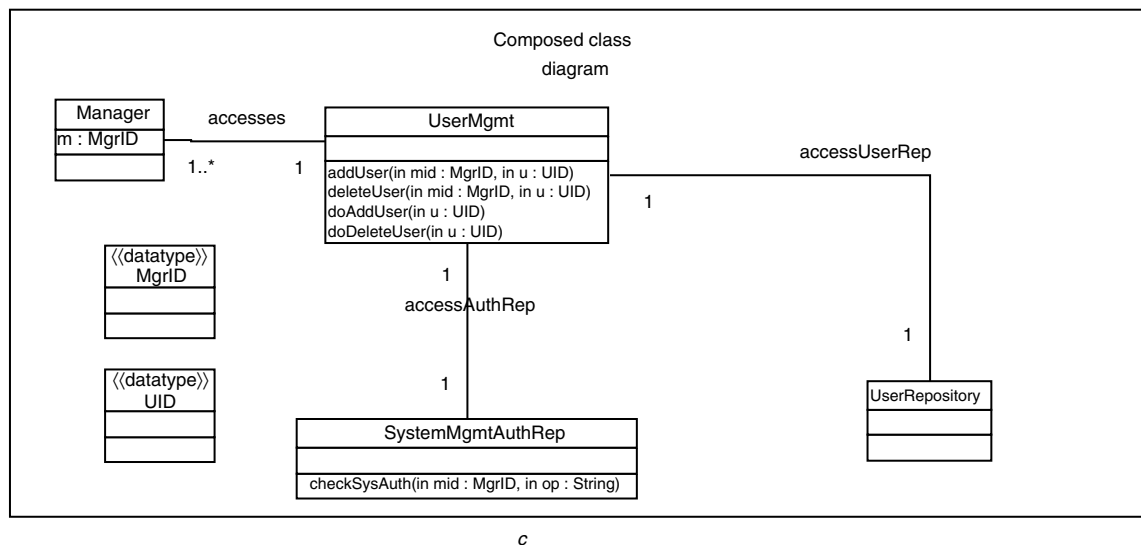 Composed class
diagram
Manager
m : MgrID
accesses
1..*
1
UserMgmt
addUser(in mid : MgrID, in u : UID)
deleteUser(in mid : MgrID, in u : UID)
doAddUser(in u : UID)
doDeleteUser(in u : UID)
accessUserRep
1
1
⟨⟨datatype⟩⟩
MgrID
1
accessAuthRep
1
⟨⟨datatype⟩⟩
UID
UserRepository
SystemMgmtAuthRep
checkSysAuth(in mid : MgrID, in op : String)
c